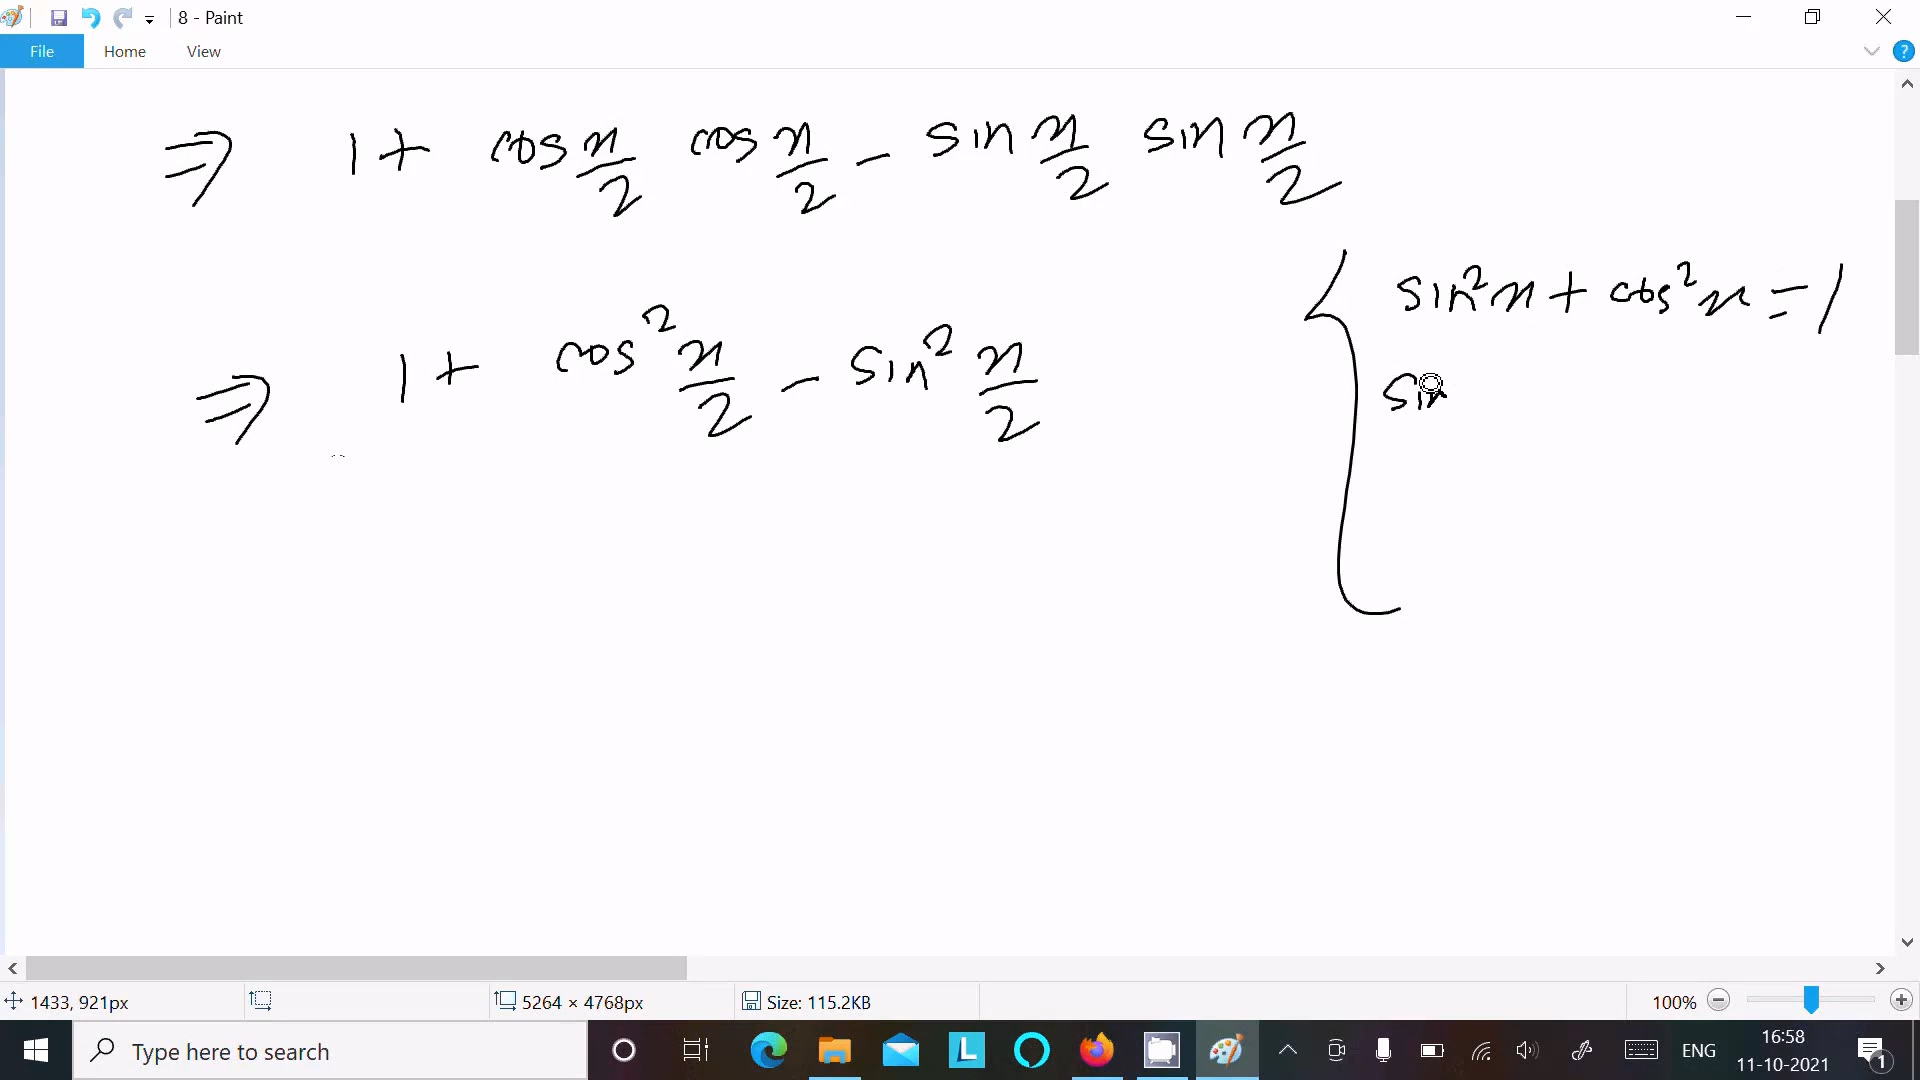 8 - Paint
File Home View
⇒ 1 + cos x/2 cos x/2 - sin x/2 sin x/2
sin²x + cos²x = 1
⇒ 1 + cos² x/2 - sin² x/2
sin
1433, 921px 5264 × 4768px Size: 115.2KB 100%
Type here to search
L
ENG
16:58
11-10-2021
1